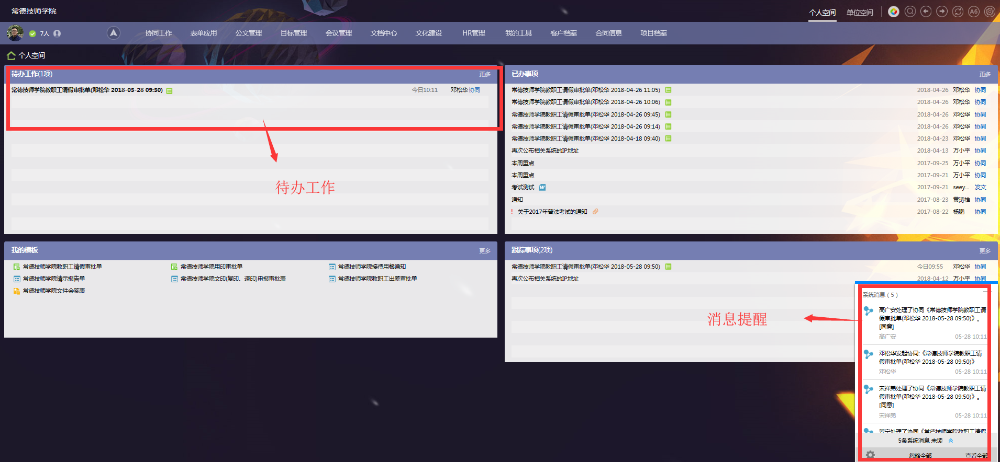 常德技师学院
个人空间 单位空间 A6
7人 协同工作 表单应用 公文管理 目标管理 会议管理 文档中心 文化建设 HR管理 我的工具 客户档案 合同信息 项目档案
个人空间
待办工作(1项) 更多
常德技师学院教职工请假审批单(邓松华 2018-05-28 09:50) 今日10:11 邓松华 协同
待办工作
已办事项 更多
常德技师学院教职工请假审批单(邓松华 2018-04-26 11:05) 2018-04-26 邓松华 协同
常德技师学院教职工请假审批单(邓松华 2018-04-26 10:06) 2018-04-26 邓松华 协同
常德技师学院教职工请假审批单(邓松华 2018-04-26 09:45) 2018-04-26 邓松华 协同
常德技师学院教职工请假审批单(邓松华 2018-04-26 09:14) 2018-04-26 邓松华 协同
常德技师学院教职工请假审批单(邓松华 2018-04-18 09:40) 2018-04-23 邓松华 协同
再次公布相关系统的IP地址 2018-04-13 万小平 协同
本周重点 2017-09-25 万小平 协同
本周重点 2017-09-21 万小平 协同
考试测试 2017-09-21 seey... 发文
通知 2017-08-23 黄涛雄 协同
! 关于2017年普法考试的通知 2017-08-22 杨鹏 协同
我的模板 更多
常德技师学院教职工请假审批单 常德技师学院用印审批单 常德技师学院接待用餐通知
常德技师学院请示报告单 常德技师学院文印(复印、速印)申报审批表 常德技师学院教职工出差审批单
常德技师学院文件会签表
跟踪事项(2项) 更多
常德技师学院教职工请假审批单(邓松华 2018-05-28 09:50) 今日09:55 邓松华 协同
再次公布相关系统的IP地址 2018-04-12 万小平 协同
消息提醒
系统消息 ( 5 )
高广安处理了协同《常德技师学院教职工请
假审批单(邓松华 2018-05-28 09:50)》。
[同意]
高广安 05-28 10:11
邓松华发起协同:《常德技师学院教职工请
假审批单(邓松华 2018-05-28 09:50)》
邓松华 05-28 10:11
宋祥弟处理了协同《常德技师学院教职工请
假审批单(邓松华 2018-05-28 09:50)》。
[同意]
宋祥弟 05-28 10:11
姜宁处理了协同《常德技师学院教职工请假
5条系统消息 未读
忽略全部 查看全部